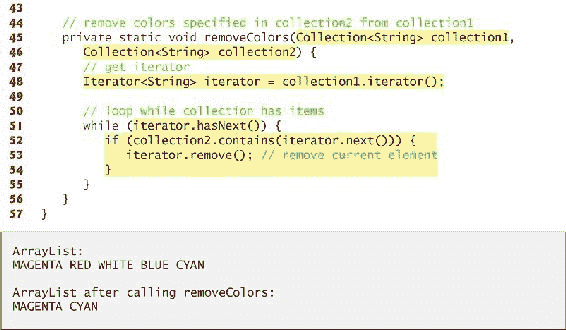 43
44 // remove colors specified in collection2 from collection1
45 private static void removeColors(Collection<String> collection1,
46 Collection<String> collection2) {
47 // get iterator
48 Iterator<String> iterator = collection1.iterator();
49
50 // loop while collection has items
51 while (iterator.hasNext()) {
52 if (collection2.contains(iterator.next())) {
53 iterator.remove(); // remove current element
54 }
55 }
56 }
57 }
ArrayList:
MAGENTA RED WHITE BLUE CYAN
ArrayList after calling removeColors:
MAGENTA CYAN